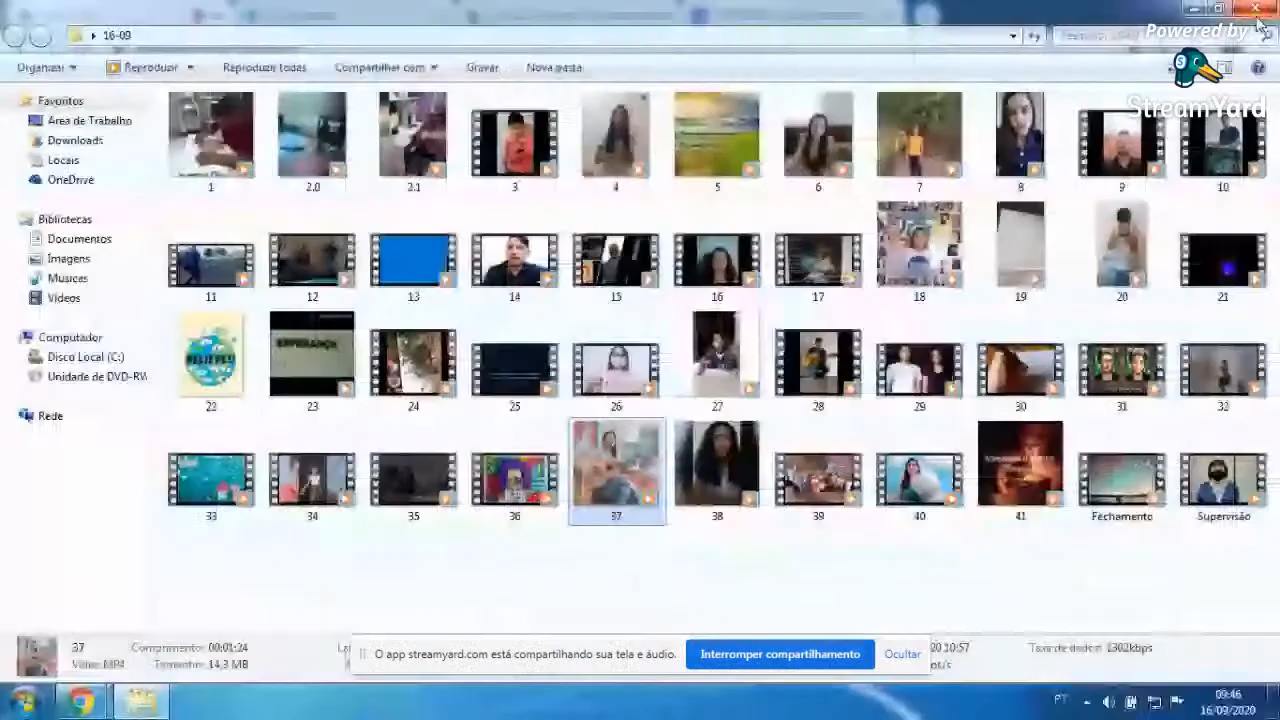 Powered by
StreamYard
16-09
Organizar
Reproduzir
Reproduzir todas
Compartilhar com
Gravar
Nova pasta
Favoritos
Área de Trabalho
Downloads
Locais
OneDrive
Bibliotecas
Documentos
Imagens
Músicas
Vídeos
Computador
Disco Local (C:)
Unidade de DVD-RW
Rede
1 2.0 2.1 3 4 5 6 7 8 9 10
11 12 13 14 15 16 17 18 19 20 21
BELIEVE!
ESPERANÇA
22 23 24 25 26 27 28 29 30 31 32
33 34 35 36 37 38 39 40 41 Fechamento Supervisão
37 Comprimento: 00:01:24
Vídeo MP4 Tamanho: 14,3 MB
O app streamyard.com está compartilhando sua tela e áudio.
Interromper compartilhamento
Ocultar
20 10:57
Taxa de dados: 1302kbps
PT
09:46
16/09/2020